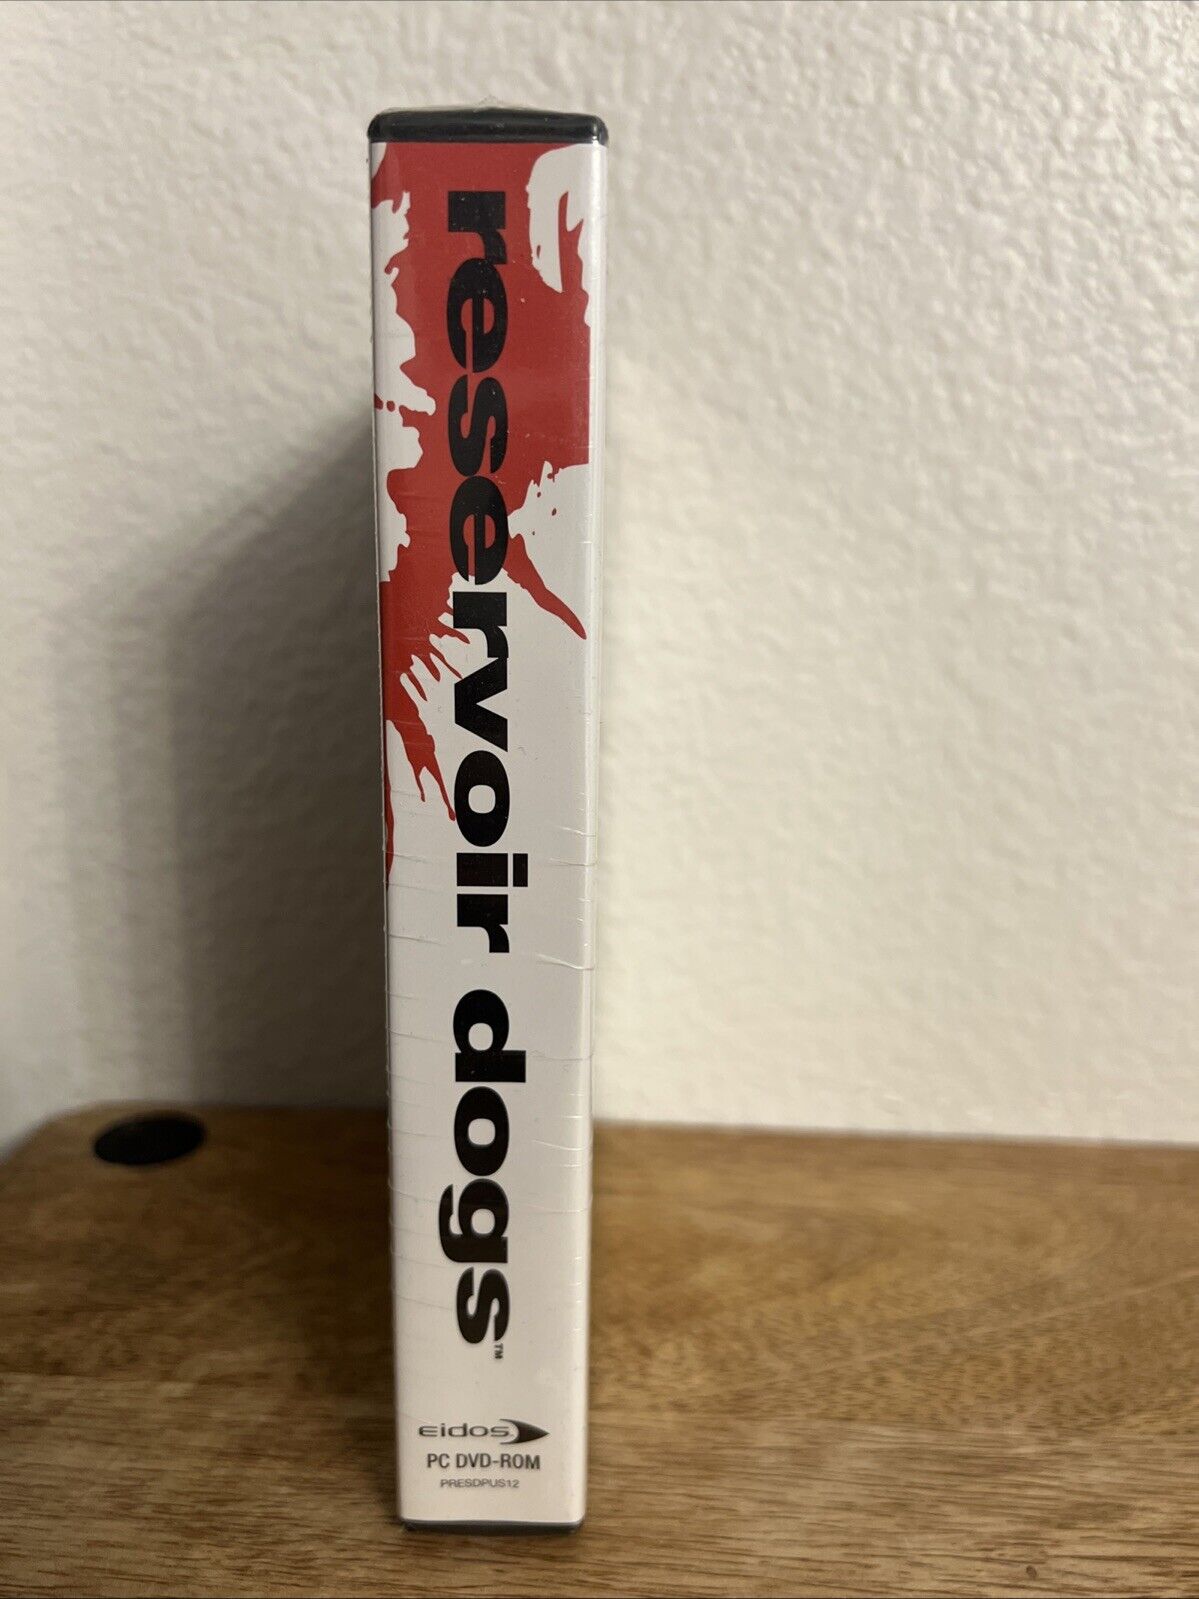 reservoir dogs™
eidos
PC DVD-ROM
PRESDPUS12